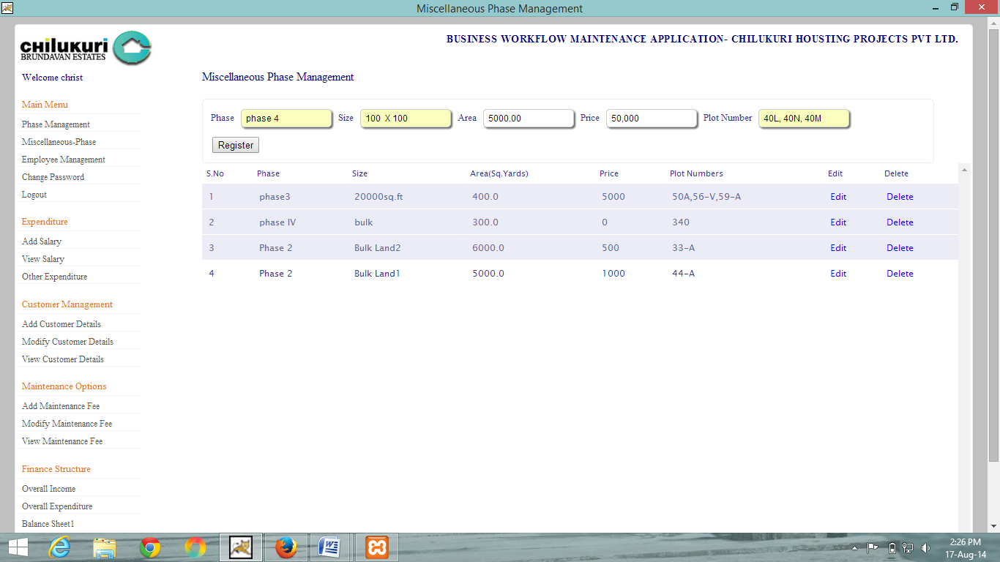 Miscellaneous Phase Management
chilukuri
BRUNDAVAN ESTATES
BUSINESS WORKFLOW MAINTENANCE APPLICATION- CHILUKURI HOUSTING PROJECTS PVT LTD.
Welcome christ
Main Menu
Phase Management
Miscellaneous-Phase
Employee Management
Change Password
Logout
Expenditure
Add Salary
View Salary
Other Expenditure
Customer Management
Add Customer Details
Modify Customer Details
View Customer Details
Maintenance Options
Add Maintenance Fee
Modify Maintenance Fee
View Maintenance Fee
Finance Structure
Overall Income
Overall Expenditure
Balance Sheet1
Miscellaneous Phase Management
Phase phase 4 Size 100 X 100 Area 5000.00 Price 50,000 Plot Number 40L, 40N, 40M
Register
S.No Phase Size Area(Sq.Yards) Price Plot Numbers Edit Delete
1 phase3 20000sq.ft 400.0 5000 50A,56-V,59-A Edit Delete
2 phase IV bulk 300.0 0 340 Edit Delete
3 Phase 2 Bulk Land2 6000.0 500 33-A Edit Delete
4 Phase 2 Bulk Land1 5000.0 1000 44-A Edit Delete
2:26 PM
17-Aug-14